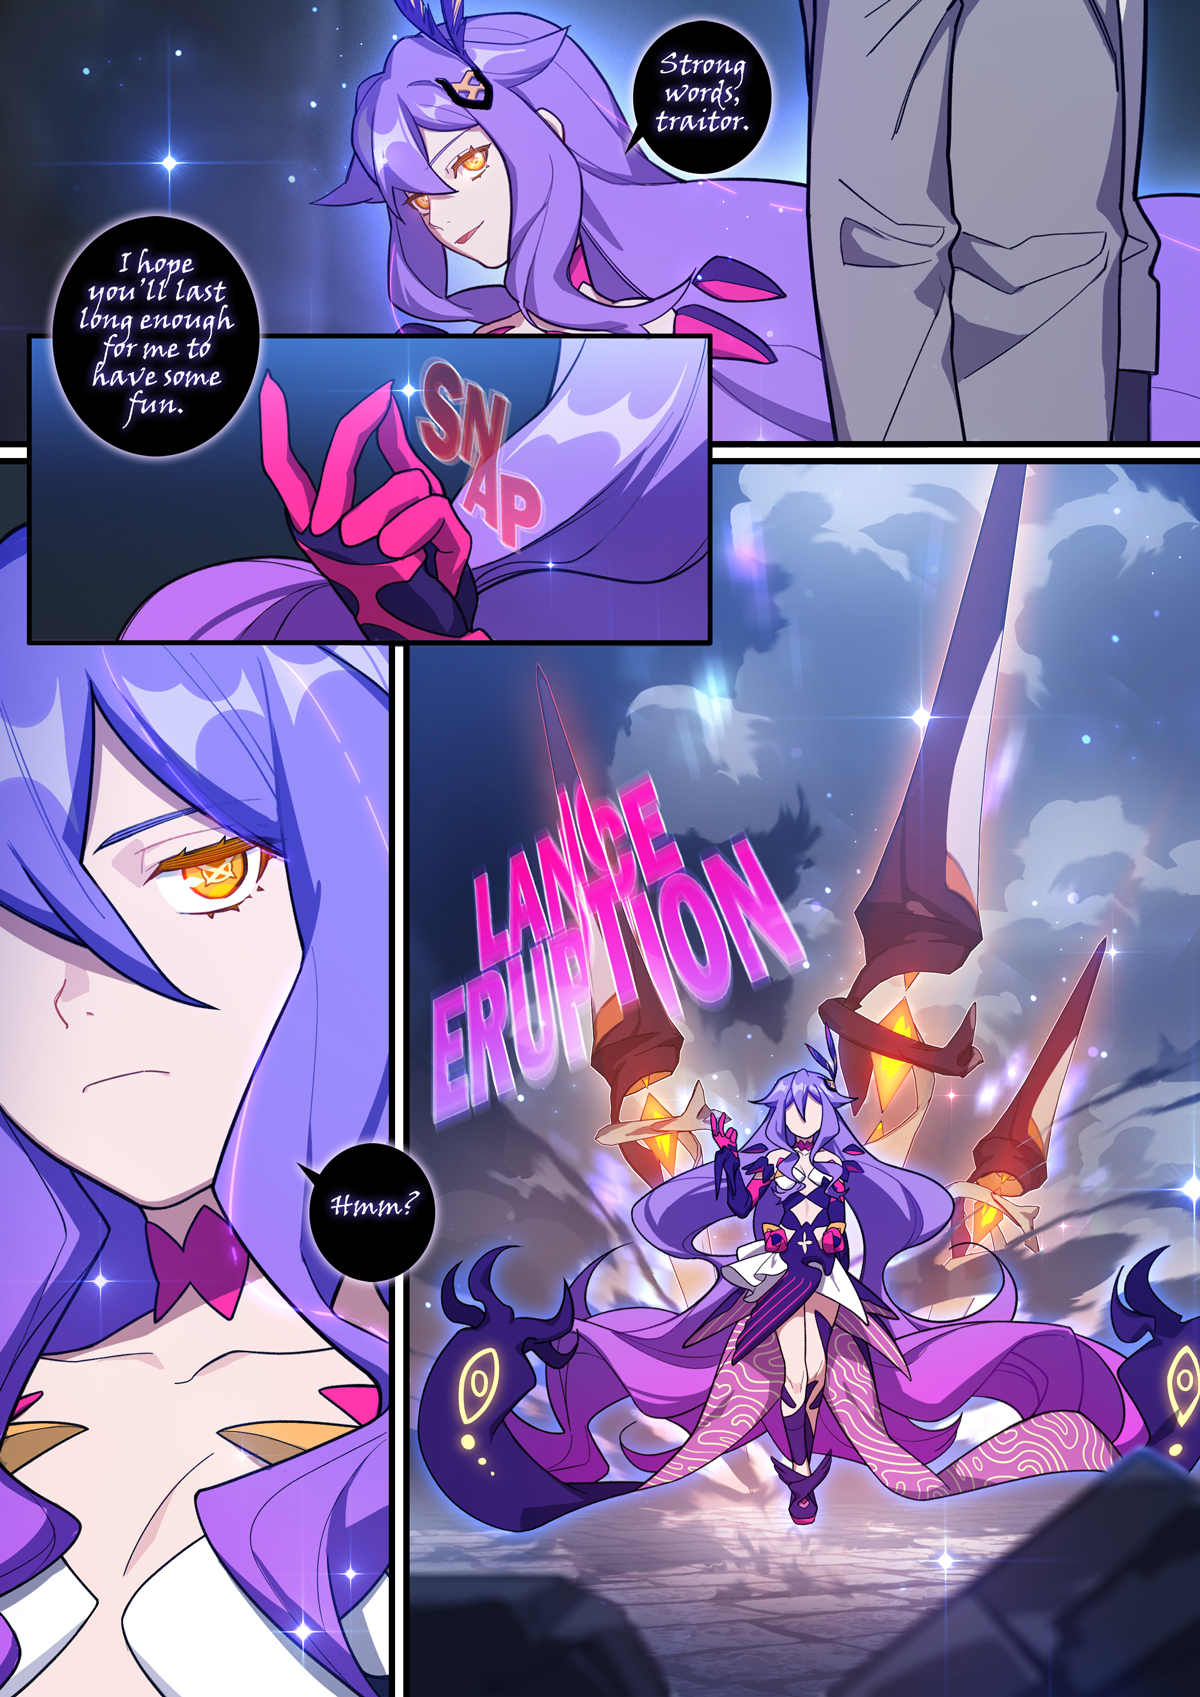 Strong
words,
traitor.
I hope
you'll last
long enough
for me to
have some
fun.
SNAP
LANCE
ERUPTION
Hmm?